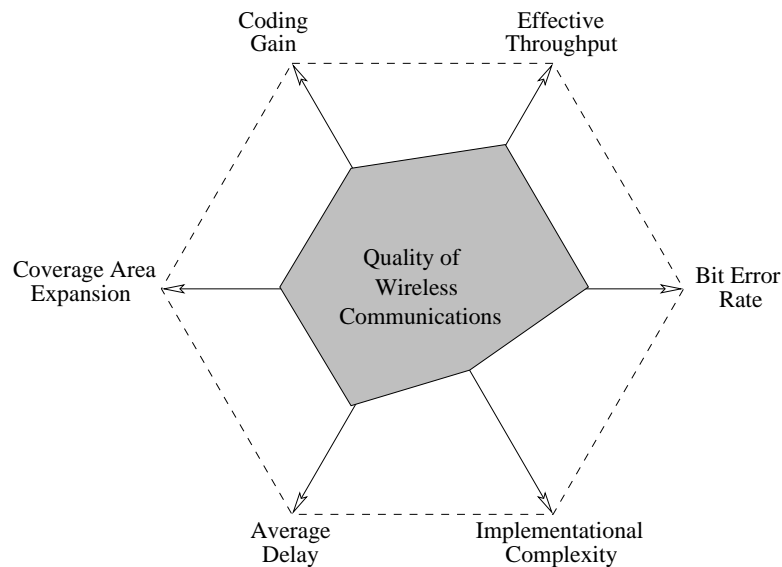 Coding
Gain
Effective
Throughput
Coverage Area
Expansion
Quality of
Wireless
Communications
Bit Error
Rate
Average
Delay
Implementational
Complexity